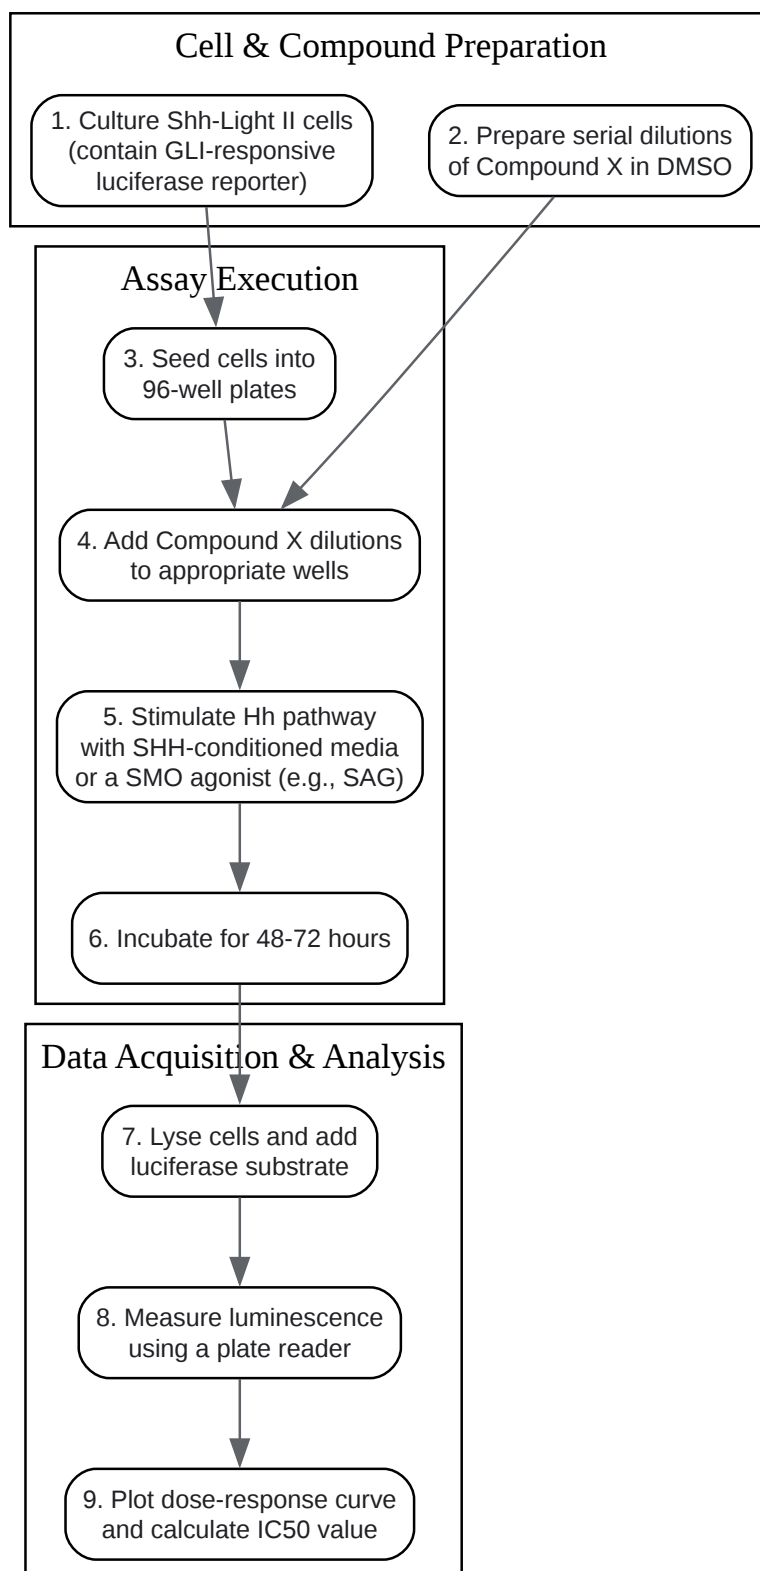 Cell & Compound Preparation
1. Culture Shh-Light II cells
(contain GLI-responsive
luciferase reporter)
2. Prepare serial dilutions
of Compound X in DMSO
Assay Execution
3. Seed cells into
96-well plates
4. Add Compound X dilutions
to appropriate wells
5. Stimulate Hh pathway
with SHH-conditioned media
or a SMO agonist (e.g., SAG)
6. Incubate for 48-72 hours
Data Acquisition & Analysis
7. Lyse cells and add
luciferase substrate
8. Measure luminescence
using a plate reader
9. Plot dose-response curve
and calculate IC50 value